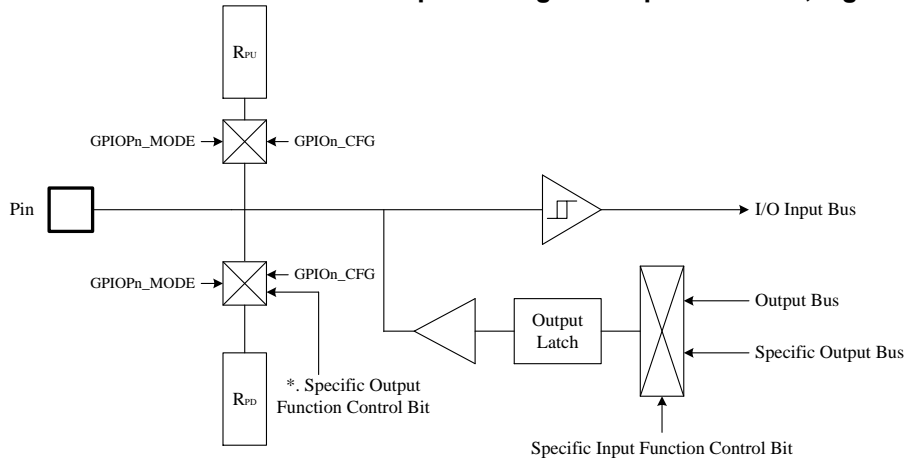 RPU
GPIOPn_MODE
GPIOn_CFG
Pin
I/O Input Bus
GPIOPn_MODE
GPIOn_CFG
Output Bus
Output
Latch
Specific Output Bus
RPD
*. Specific Output
Function Control Bit
Specific Input Function Control Bit